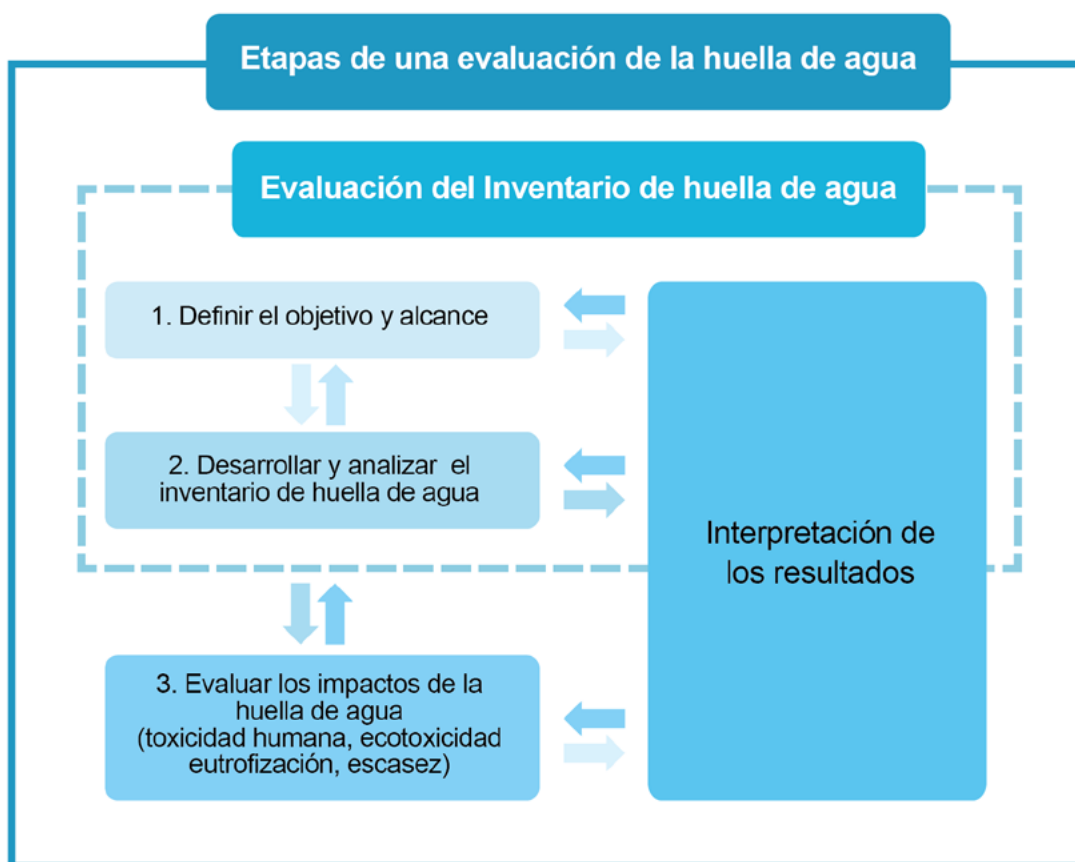 Etapas de una evaluación de la huella de agua
Evaluación del Inventario de huella de agua
1. Definir el objetivo y alcance
2. Desarrollar y analizar el
inventario de huella de agua
Interpretación de
los resultados
3. Evaluar los impactos de la
huella de agua
(toxicidad humana, ecotoxicidad
eutrofización, escasez)